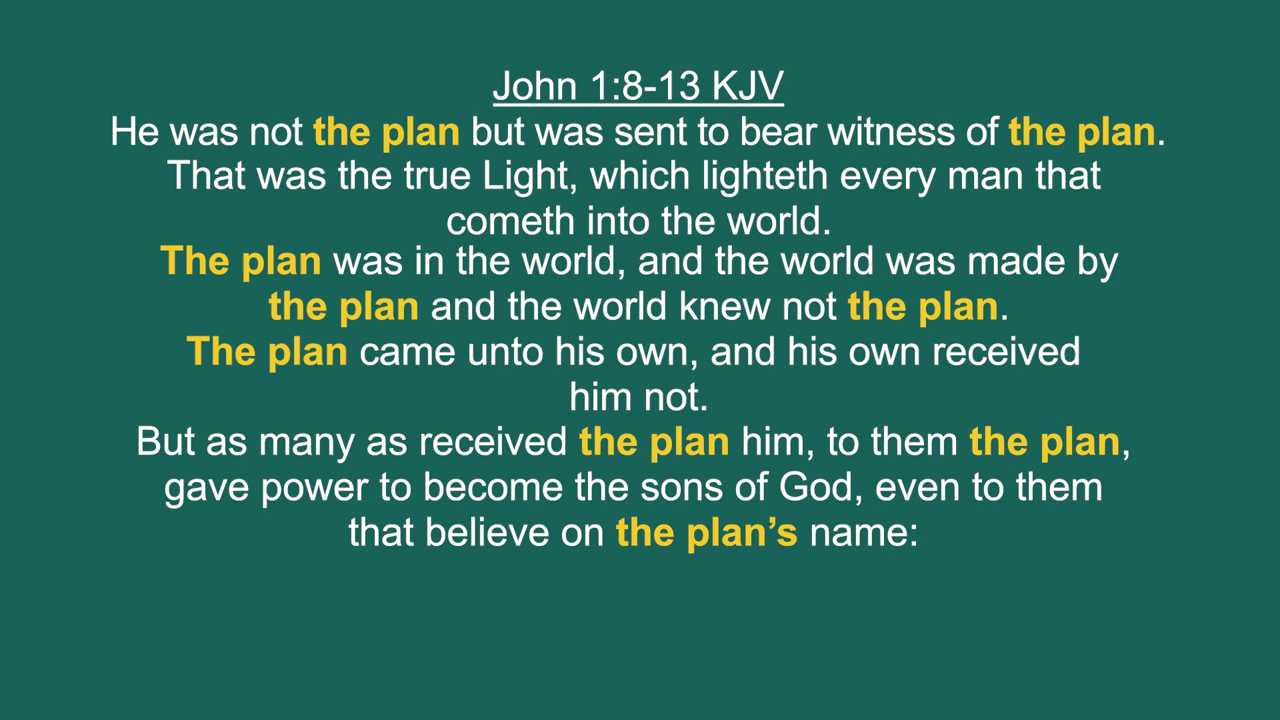 John 1:8-13 KJV
He was not the plan but was sent to bear witness of the plan.
That was the true Light, which lighteth every man that
cometh into the world.
The plan was in the world, and the world was made by
the plan and the world knew not the plan.
The plan came unto his own, and his own received
him not.
But as many as received the plan him, to them the plan,
gave power to become the sons of God, even to them
that believe on the plan’s name: